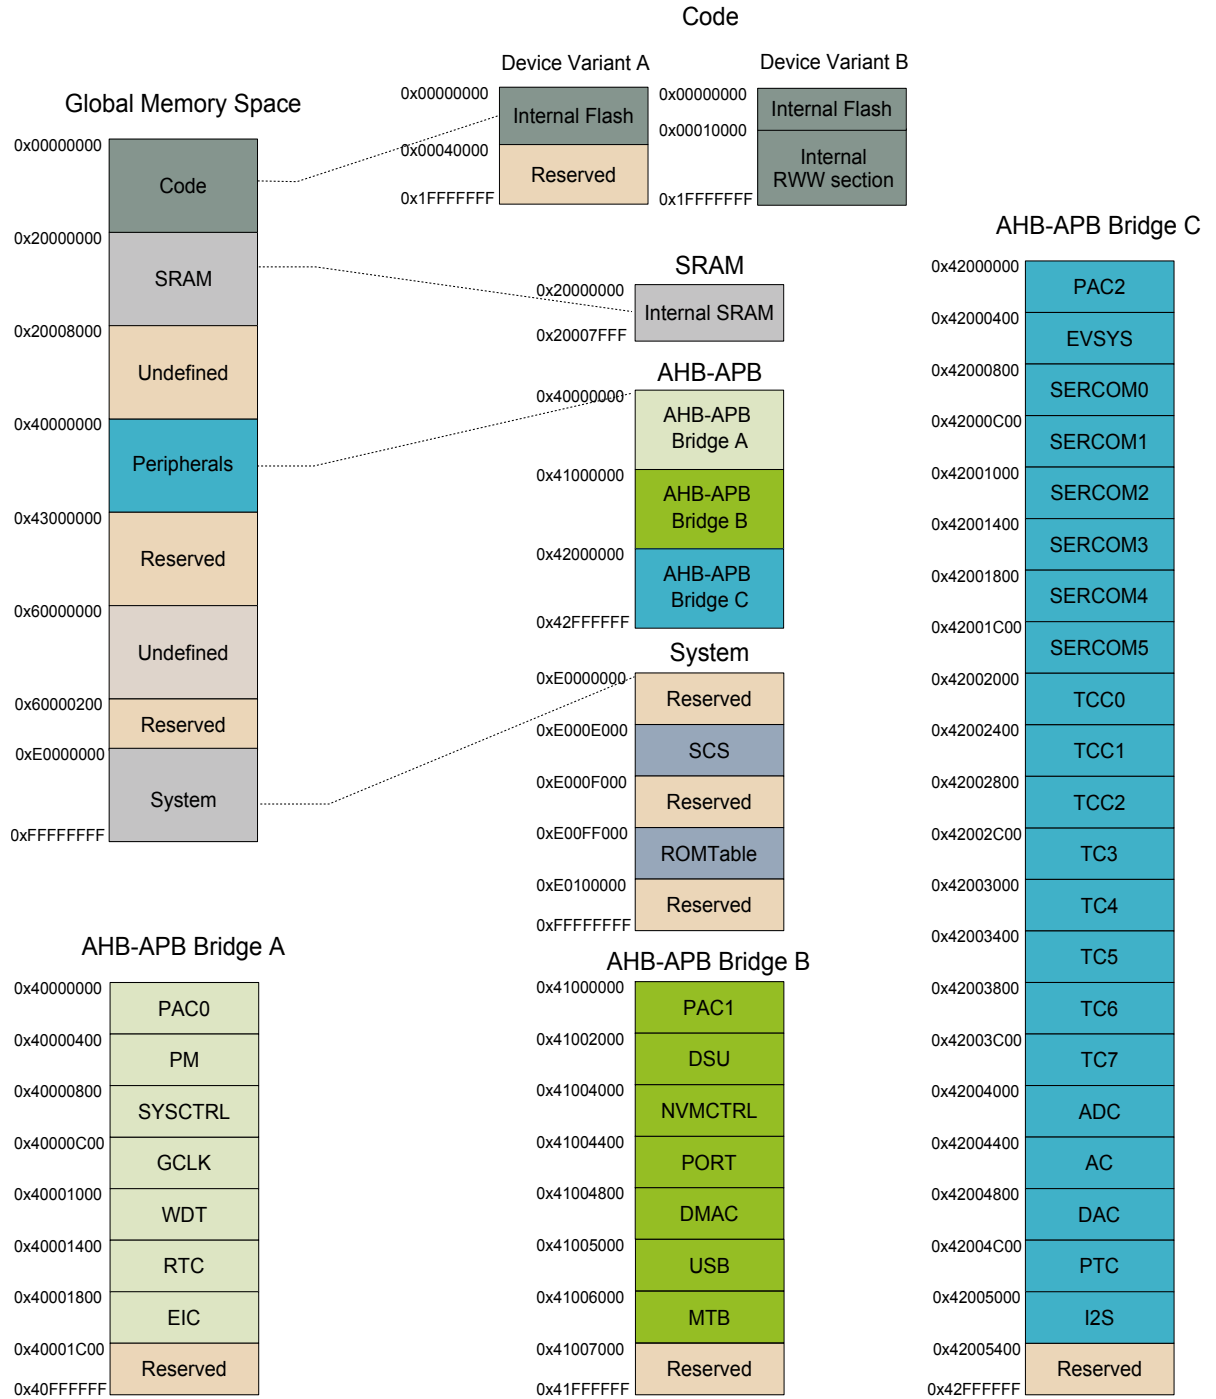 Code
Device Variant A
Device Variant B
0x00000000
Internal Flash
0x00040000
Reserved
0x1FFFFFFF
0x00000000
Internal Flash
0x00010000
Internal
RWW section
0x1FFFFFFF
Global Memory Space
0x00000000
Code
0x20000000
SRAM
0x20008000
Undefined
0x40000000
Peripherals
0x43000000
Reserved
0x60000000
Undefined
0x60000200
Reserved
0xE0000000
System
0xFFFFFFFF
SRAM
0x20000000
Internal SRAM
0x20007FFF
AHB-APB
0x40000000
AHB-APB
Bridge A
0x41000000
AHB-APB
Bridge B
0x42000000
AHB-APB
Bridge C
0x42FFFFFF
System
0xE0000000
Reserved
0xE000E000
SCS
0xE000F000
Reserved
0xE00FF000
ROMTable
0xE0100000
Reserved
0xFFFFFFFF
AHB-APB Bridge A
0x40000000
PAC0
0x40000400
PM
0x40000800
SYSCTRL
0x40000C00
GCLK
0x40001000
WDT
0x40001400
RTC
0x40001800
EIC
0x40001C00
Reserved
0x40FFFFFF
AHB-APB Bridge B
0x41000000
PAC1
0x41002000
DSU
0x41004000
NVMCTRL
0x41004400
PORT
0x41004800
DMAC
0x41005000
USB
0x41006000
MTB
0x41007000
Reserved
0x41FFFFFF
AHB-APB Bridge C
0x42000000
PAC2
0x42000400
EVSYS
0x42000800
SERCOM0
0x42000C00
SERCOM1
0x42001000
SERCOM2
0x42001400
SERCOM3
0x42001800
SERCOM4
0x42001C00
SERCOM5
0x42002000
TCC0
0x42002400
TCC1
0x42002800
TCC2
0x42002C00
TC3
0x42003000
TC4
0x42003400
TC5
0x42003800
TC6
0x42003C00
TC7
0x42004000
ADC
0x42004400
AC
0x42004800
DAC
0x42004C00
PTC
0x42005000
I2S
0x42005400
Reserved
0x42FFFFFF